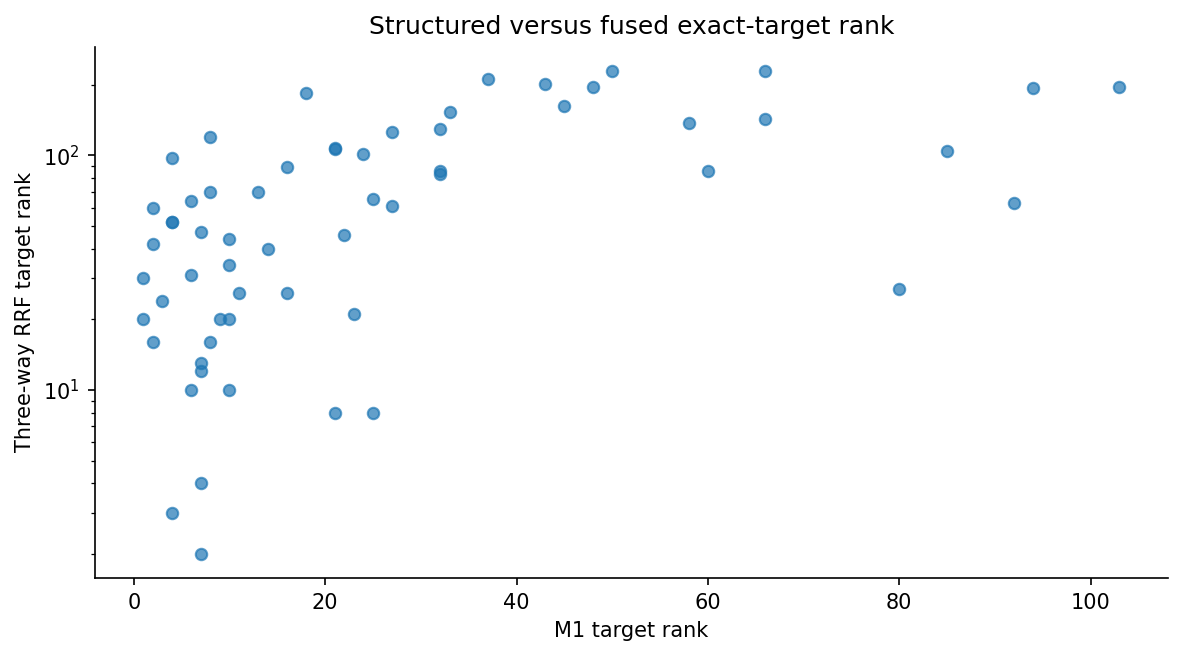 Structured versus fused exact-target rank
Three-way RRF target rank
10²
10¹
0 20 40 60 80 100
M1 target rank